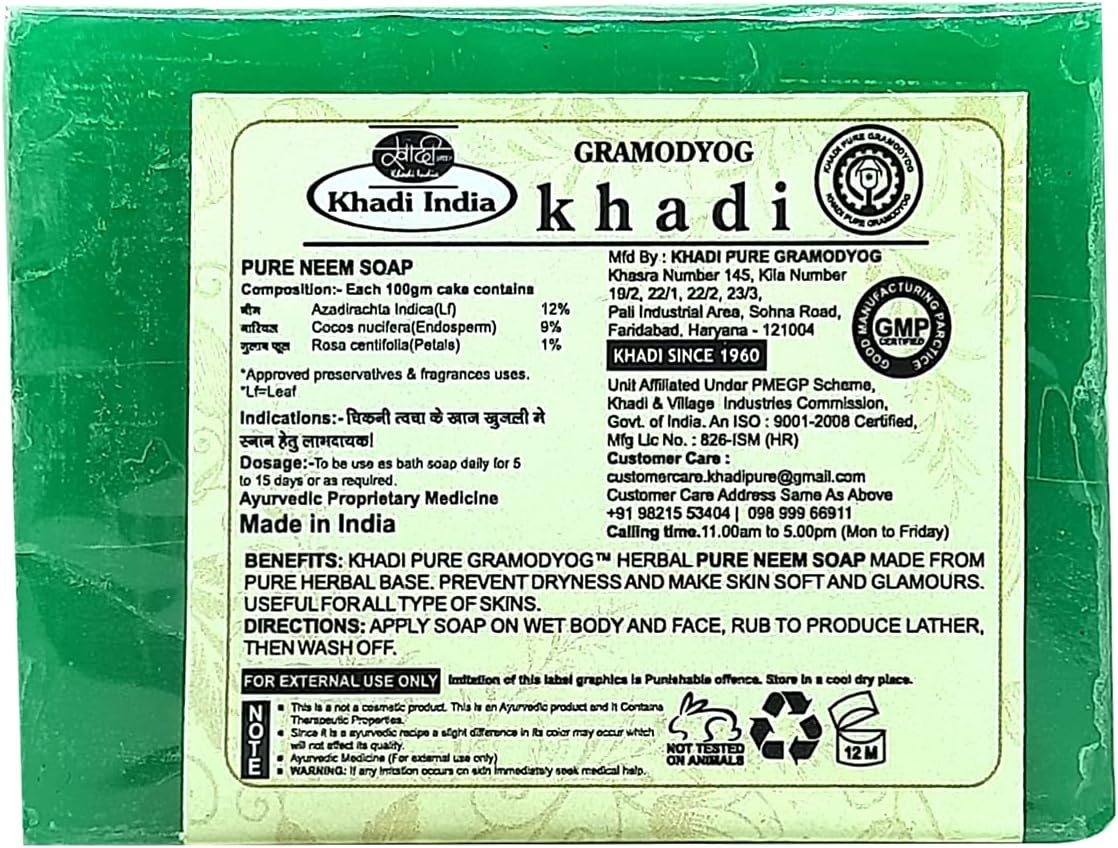 खादी
Khadi India
Khadi India
GRAMODYOG
khadi
KHADI PURE GRAMODYOG
KHADI PURE GRAMODYOG
PURE NEEM SOAP
Composition:- Each 100gm cake contains
नीम Azadirachta Indica(Lf) 12%
नारियल Cocos nucifera(Endosperm) 9%
गुलाब फूल Rosa centifolia(Petals) 1%
*Approved preservatives & fragrances uses.
*Lf=Leaf
Indications:- चिकनी त्वचा के खाज खुजली मे
स्नान हेतु लाभदायक!
Dosage:-To be use as bath soap daily for 5
to 15 days or as required.
Ayurvedic Proprietary Medicine
Made in India
Mfd By : KHADI PURE GRAMODYOG
Khasra Number 145, Kila Number
19/2, 22/1, 22/2, 23/3,
Pali Industrial Area, Sohna Road,
Faridabad, Haryana - 121004
GOOD MANUFACTURING PARCTICE
GMP
CERTIFIED
KHADI SINCE 1960
Unit Affiliated Under PMEGP Scheme,
Khadi & Village Industries Commission,
Govt. of India. An ISO : 9001-2008 Certified,
Mfg Lic No. : 826-ISM (HR)
Customer Care :
customercare.khadipure@gmail.com
Customer Care Address Same As Above
+91 98215 53404 | 098 999 66911
Calling time.11.00am to 5.00pm (Mon to Friday)
BENEFITS: KHADI PURE GRAMODYOG™ HERBAL PURE NEEM SOAP MADE FROM
PURE HERBAL BASE. PREVENT DRYNESS AND MAKE SKIN SOFT AND GLAMOURS.
USEFUL FOR ALL TYPE OF SKINS.
DIRECTIONS: APPLY SOAP ON WET BODY AND FACE, RUB TO PRODUCE LATHER,
THEN WASH OFF.
FOR EXTERNAL USE ONLY Imitation of this label graphics is Punishable offence. Store in a cool dry place.
NOTE
This is a not a cosmetic product. This is an Ayurvedic product and it Contains
Therapeutic Properties.
Since it is a ayurvedic recipe a slight difference in its color may occur which
will not effect its quality.
Ayurvedic Medicine (For external use only)
WARNING: If any Irritation occurs on skin immediately seek medical help.
NOT TESTED
ON ANIMALS
12 M